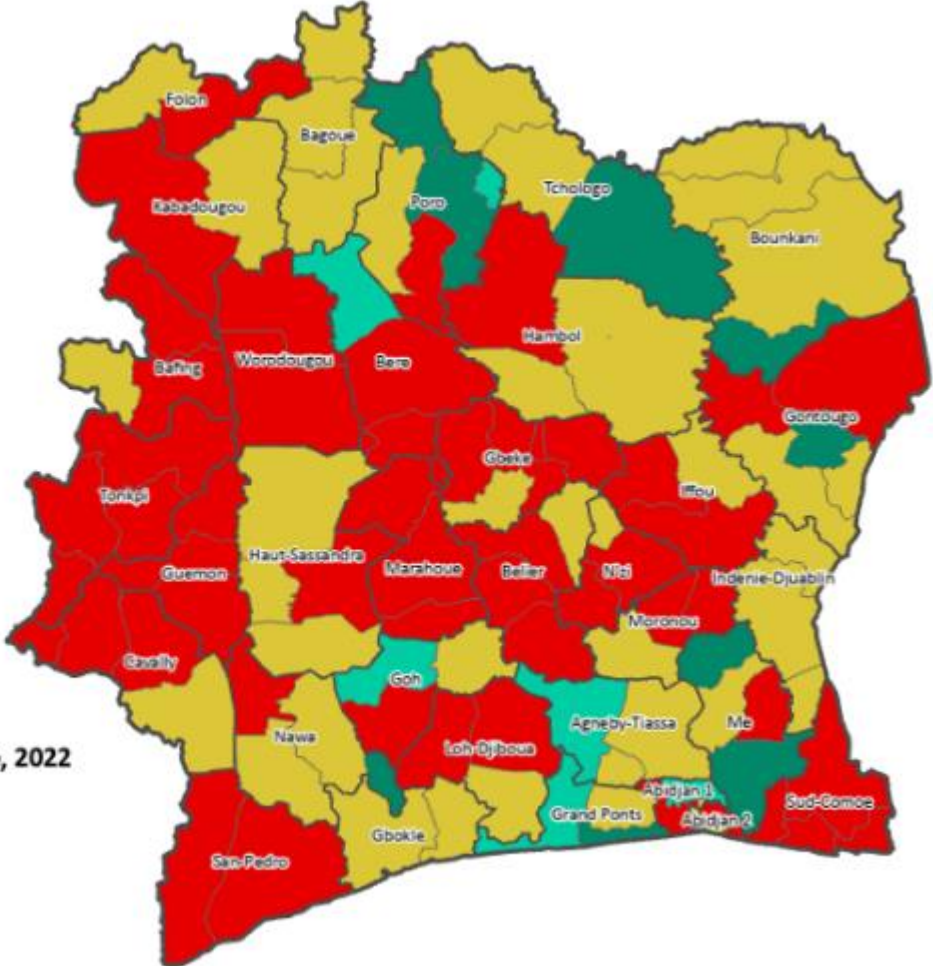 Folon
Bagoue
Kabadougou
Poro
Tchologo
Bounkani
Hambol
Bafing
Worodougou
Bere
Gontougo
Gbeke
Tonkpi
Iffou
Haut-Sassandra
Guemon
Marahoue
Belier
N'zi
Indenie-Djuablin
Moronou
Cavally
Goh
Nawa
Agneby-Tiassa
Me
Loh-Djiboua
, 2022
Abidjan 1
Sud-Comoe
Grand Ponts
Abidjan 2
Gbokle
San-Pedro